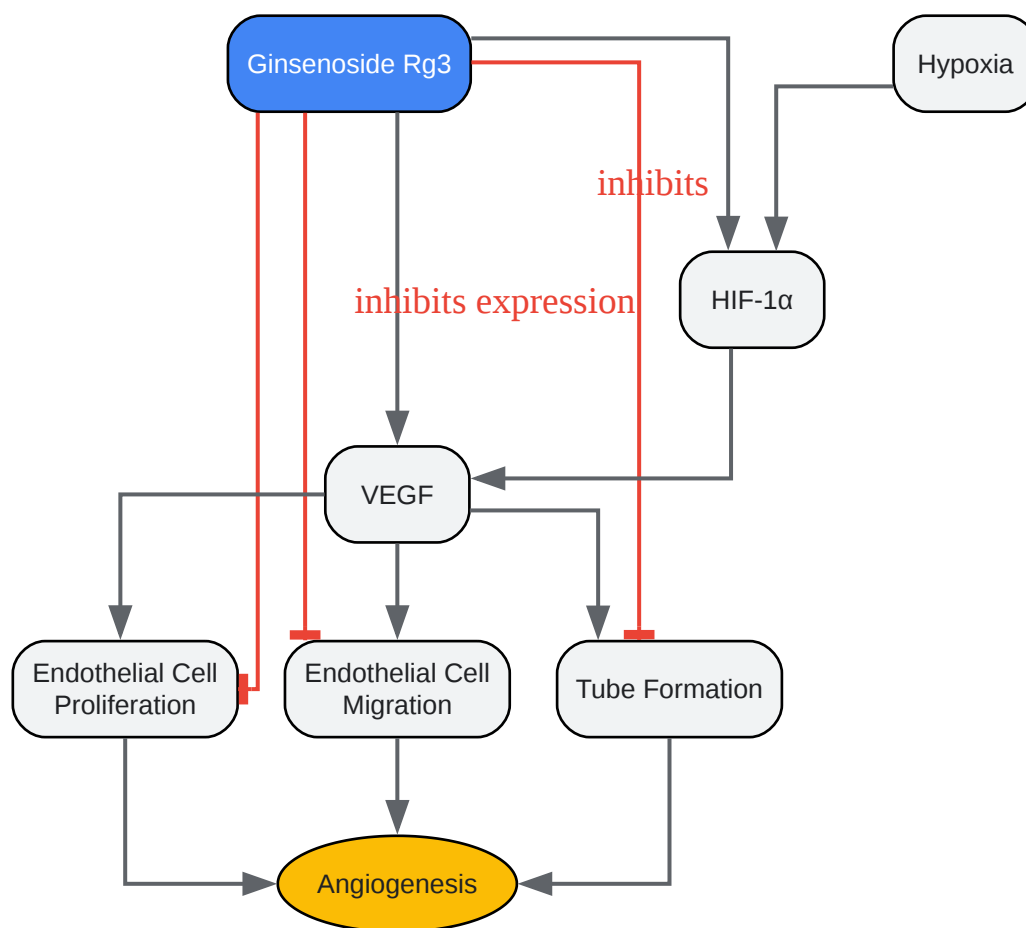 Ginsenoside Rg3
Hypoxia
inhibits
HIF-1α
inhibits expression
VEGF
Endothelial Cell
Proliferation
Endothelial Cell
Migration
Tube Formation
Angiogenesis